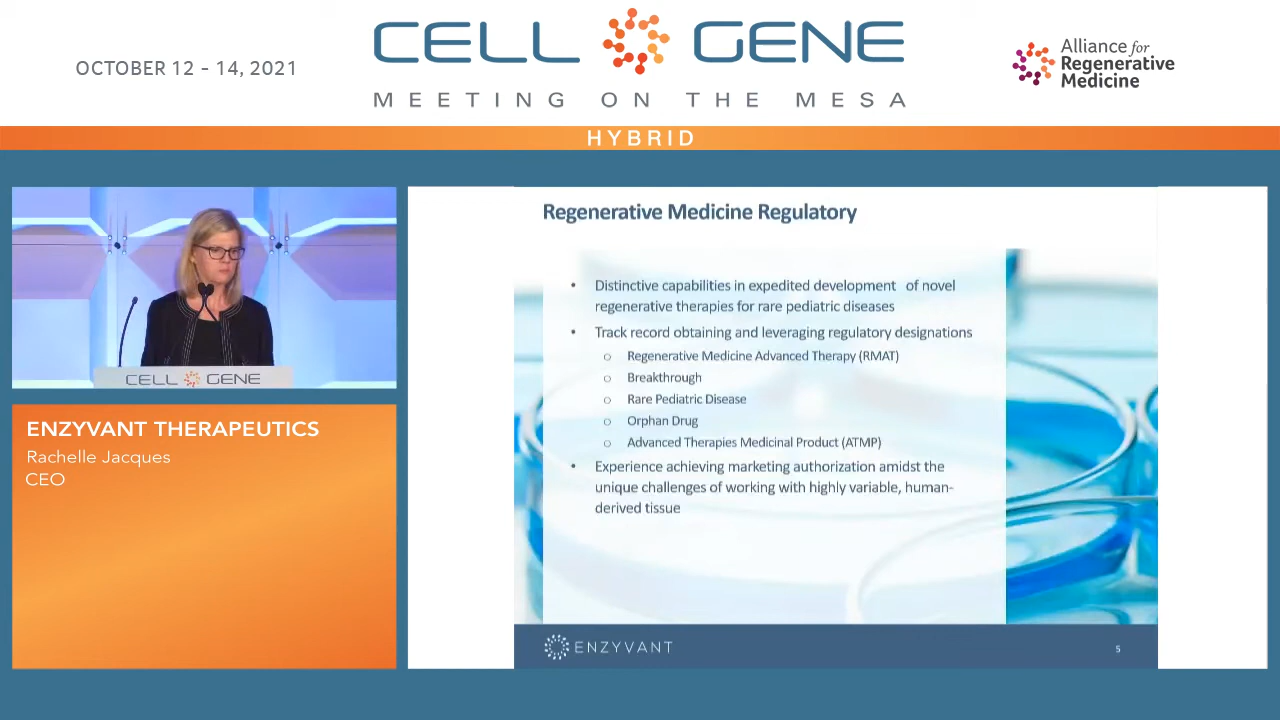 OCTOBER 12 - 14, 2021
CELL GENE
MEETING ON THE MESA
Alliance for
Regenerative
Medicine
HYBRID
CELL GENE
ENZYVANT THERAPEUTICS
Rachelle Jacques
CEO
Regenerative Medicine Regulatory
• Distinctive capabilities in expedited development of novel
regenerative therapies for rare pediatric diseases
• Track record obtaining and leveraging regulatory designations
o Regenerative Medicine Advanced Therapy (RMAT)
o Breakthrough
o Rare Pediatric Disease
o Orphan Drug
o Advanced Therapies Medicinal Product (ATMP)
• Experience achieving marketing authorization amidst the
unique challenges of working with highly variable, human-
derived tissue
ENZYVANT
5